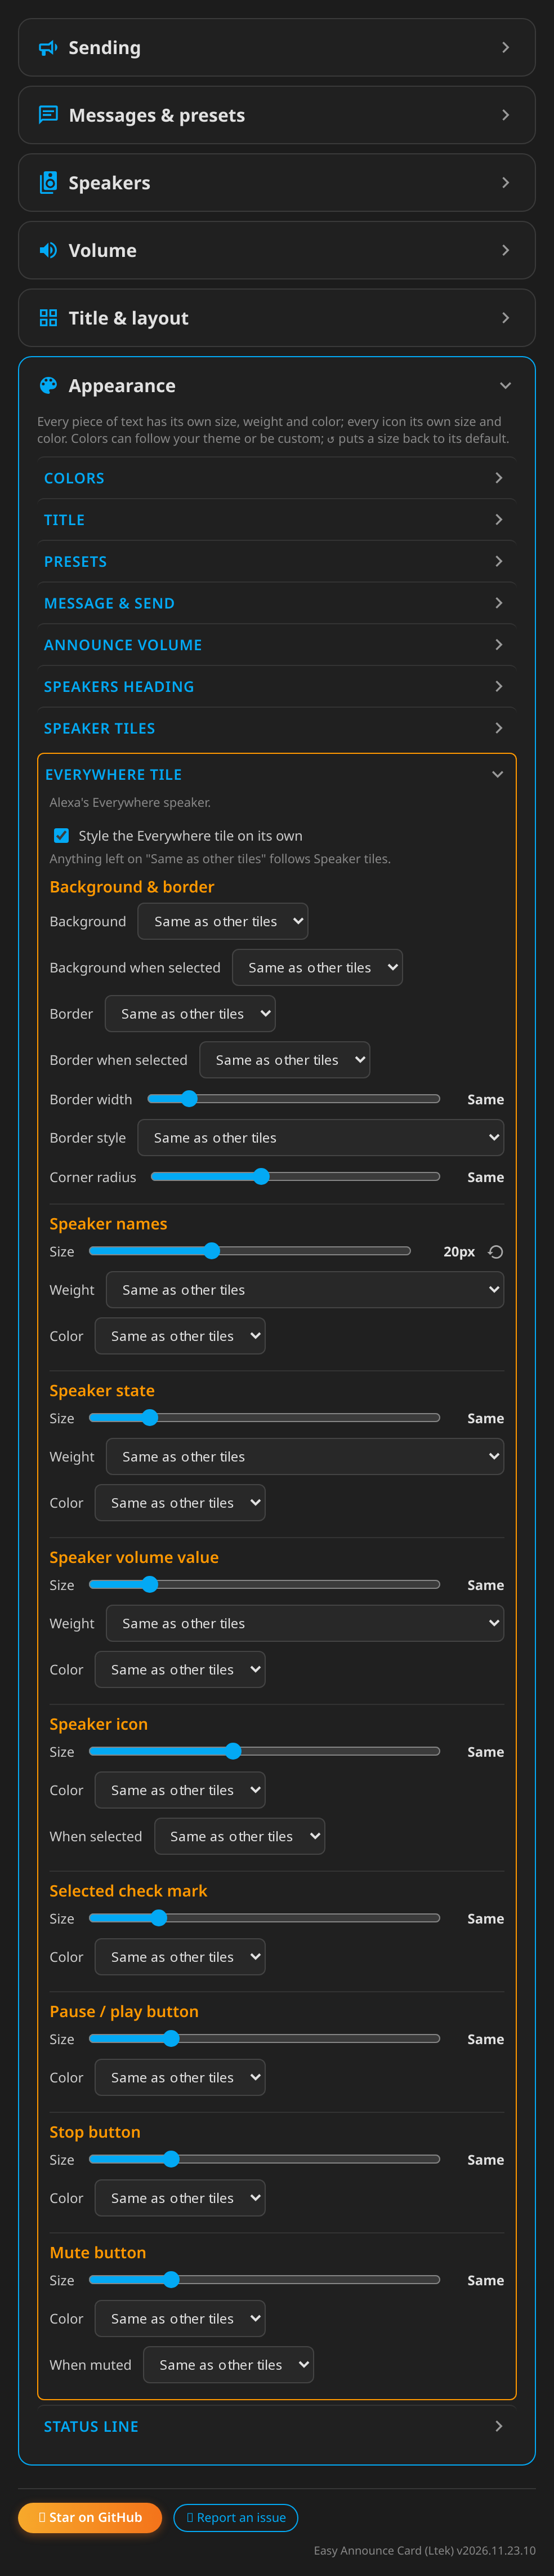 Sending
Messages & presets
Speakers
Volume
Title & layout
Appearance
Every piece of text has its own size, weight and color; every icon its own size and
color. Colors can follow your theme or be custom; ↺ puts a size back to its default.
COLORS
TITLE
PRESETS
MESSAGE & SEND
ANNOUNCE VOLUME
SPEAKERS HEADING
SPEAKER TILES
EVERYWHERE TILE
Alexa's Everywhere speaker.
Style the Everywhere tile on its own
Anything left on "Same as other tiles" follows Speaker tiles.
Background & border
Background Same as other tiles
Background when selected Same as other tiles
Border Same as other tiles
Border when selected Same as other tiles
Border width Same
Border style Same as other tiles
Corner radius Same
Speaker names
Size 20px
Weight Same as other tiles
Color Same as other tiles
Speaker state
Size Same
Weight Same as other tiles
Color Same as other tiles
Speaker volume value
Size Same
Weight Same as other tiles
Color Same as other tiles
Speaker icon
Size Same
Color Same as other tiles
When selected Same as other tiles
Selected check mark
Size Same
Color Same as other tiles
Pause / play button
Size Same
Color Same as other tiles
Stop button
Size Same
Color Same as other tiles
Mute button
Size Same
Color Same as other tiles
When muted Same as other tiles
STATUS LINE
Star on GitHub Report an issue
Easy Announce Card (Ltek) v2026.11.23.10